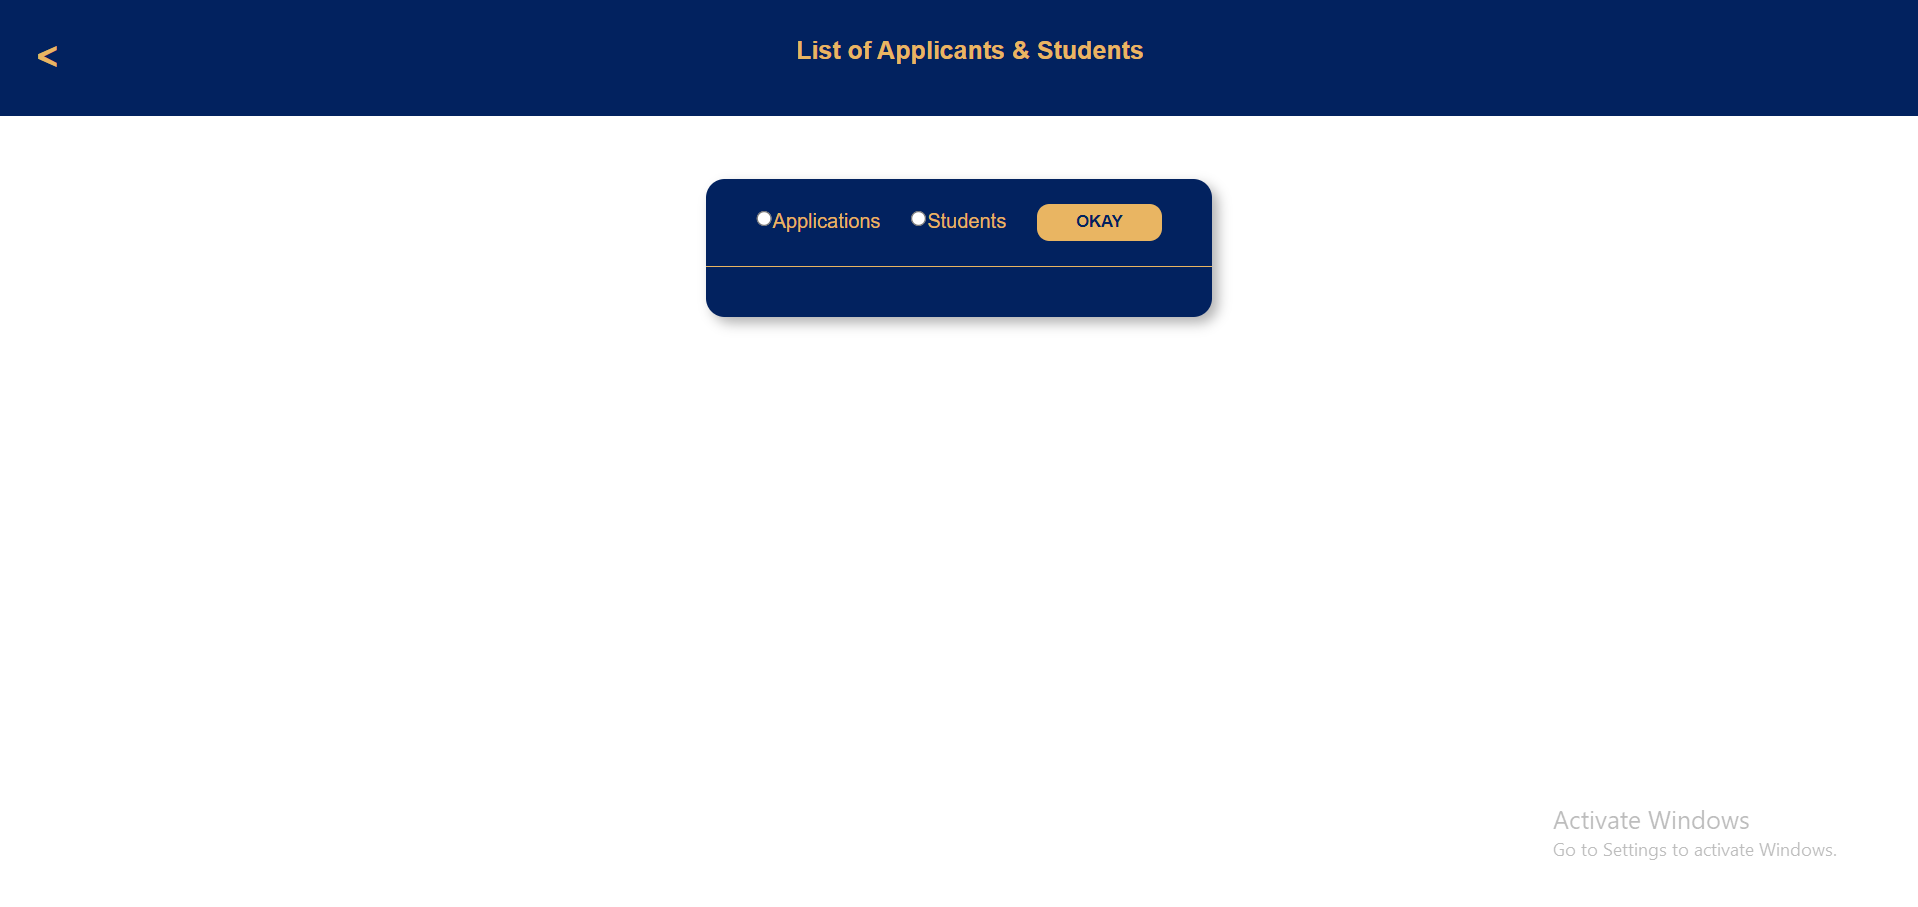 <
List of Applicants & Students
Applications Students OKAY
Activate Windows
Go to Settings to activate Windows.